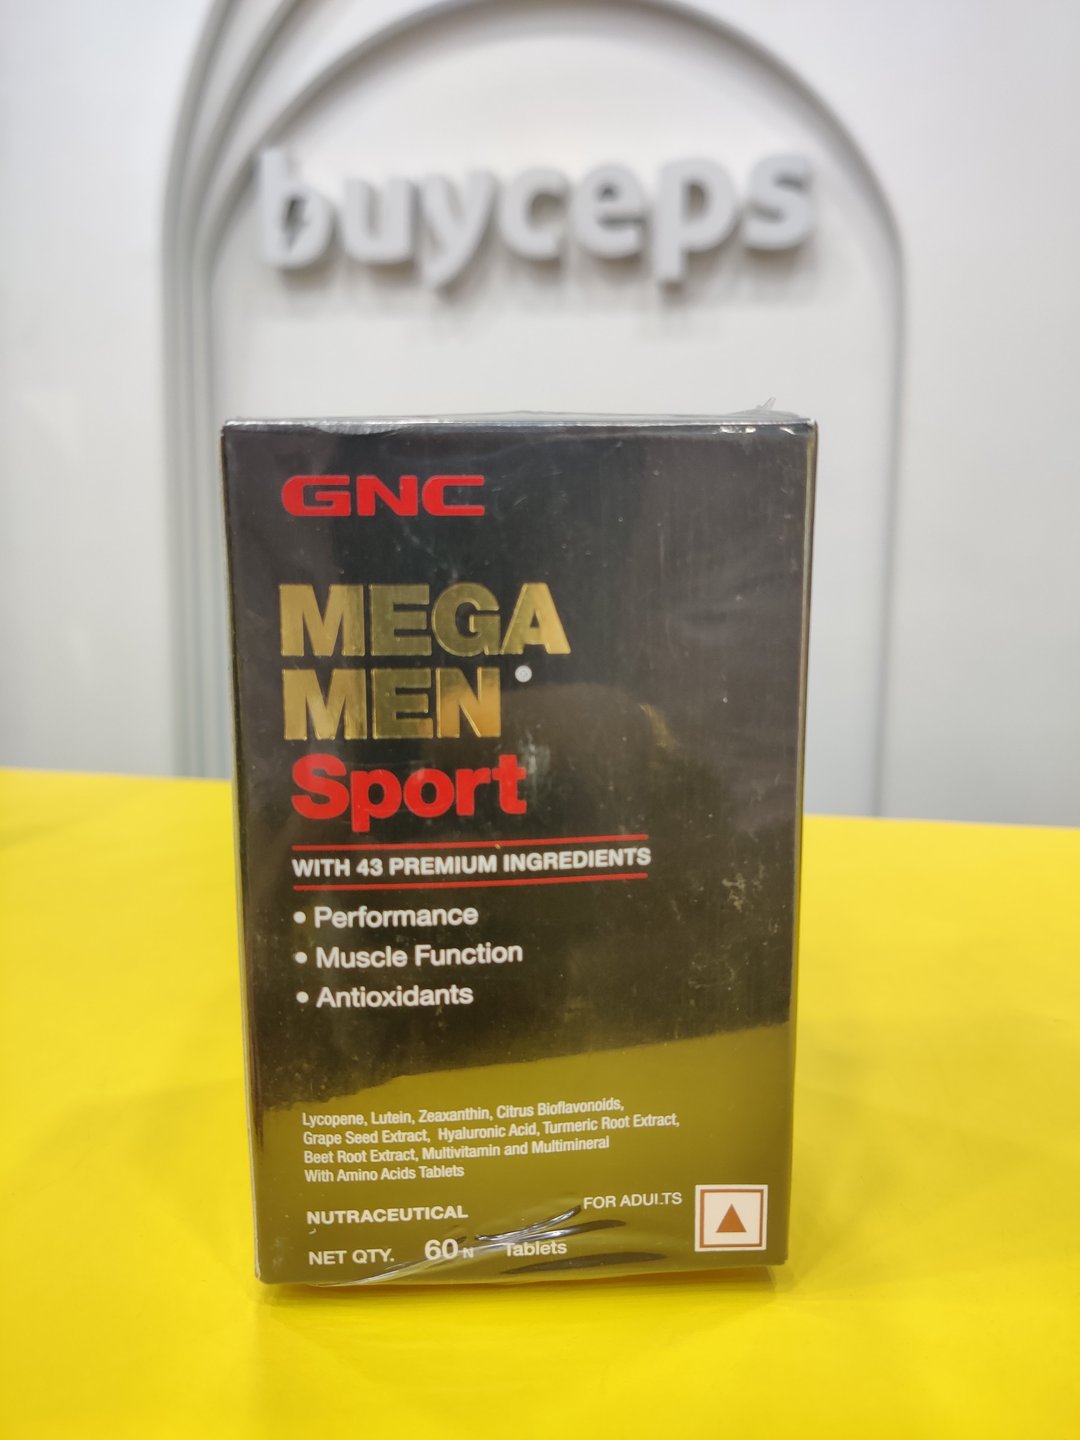 buyceps
GNC
MEGA
MEN®
Sport
WITH 43 PREMIUM INGREDIENTS
• Performance
• Muscle Function
• Antioxidants
Lycopene, Lutein, Zeaxanthin, Citrus Bioflavonoids,
Grape Seed Extract, Hyaluronic Acid, Turmeric Root Extract,
Beet Root Extract, Multivitamin and Multimineral
With Amino Acids Tablets
NUTRACEUTICAL
FOR ADULTS
NET QTY. 60 N Tablets